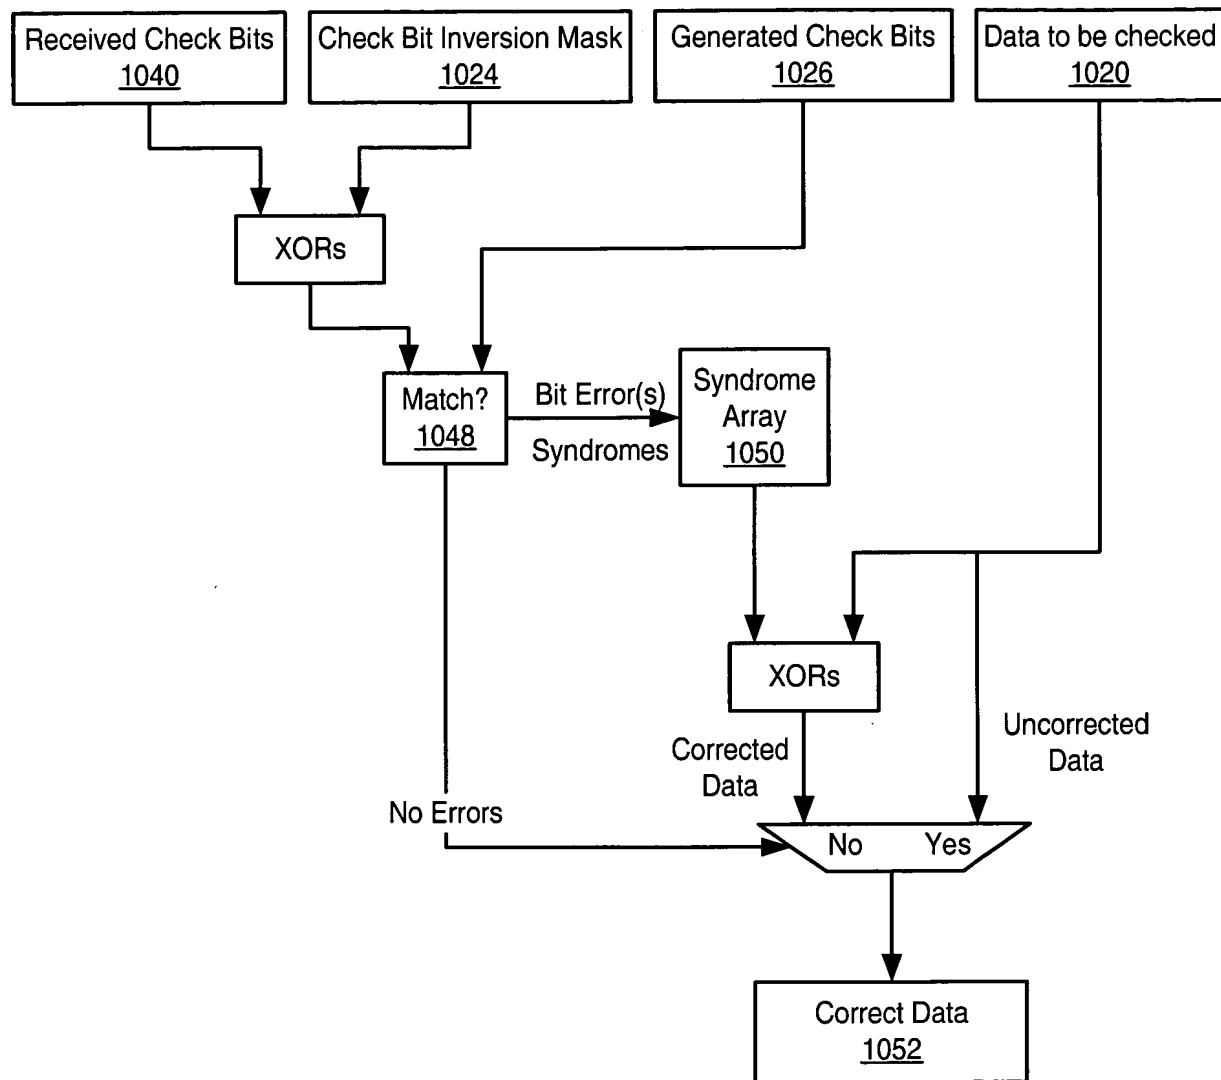 Received Check Bits
1040
Check Bit Inversion Mask
1024
Generated Check Bits
1026
Data to be checked
1020
XORs
Match?
1048
Bit Error(s)
Syndromes
Syndrome
Array
1050
XORs
Corrected
Data
Uncorrected
Data
No Errors
No Yes
Correct Data
1052